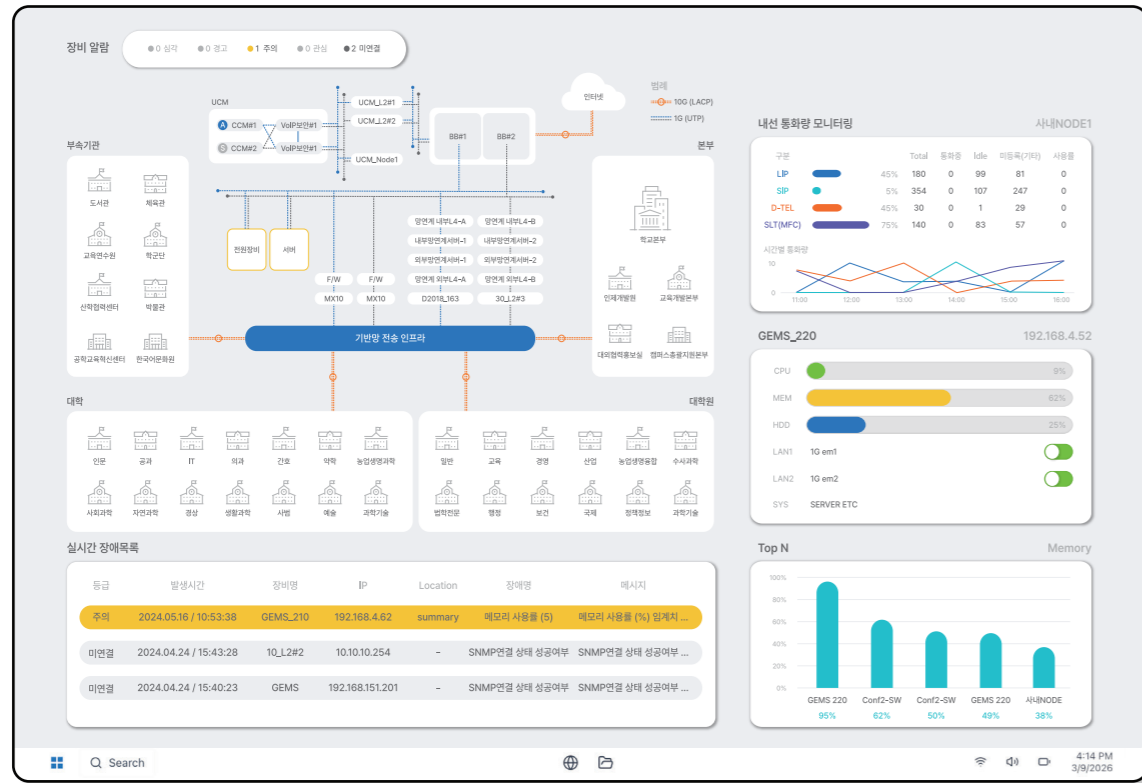 장비 알람
0 심각
0 경고
1 주의
0 관심
2 미연결
UCM
A CCM#1
S CCM#2
VoIP보안#1
VoIP보안#1
UCM_L2#1
UCM_L2#2
UCM_Node1
BB#1
BB#2
인터넷
범례
10G (LACP)
1G (UTP)
부속기관
도서관
체육관
교육연수원
학군단
산학협력센터
박물관
공학교육혁신센터
한국어문화원
전원장비
서버
F/W
F/W
MX10
MX10
망연계 내부L4-A
망연계 내부L4-B
내부망연계서버-1
내부망연계서버-2
외부망연계서버-1
외부망연계서버-2
망연계 외부L4-A
망연계 외부L4-B
D2018_163
30_L2#3
기반망 전송 인프라
본부
학교본부
인재개발원
교육개발본부
대외협력홍보실
캠퍼스총괄지원본부
대학
인문
공과
IT
의과
간호
약학
농업생명과학
사회과학
자연과학
경상
생활과학
사범
예술
과학기술
대학원
일반
교육
경영
산업
농업생명융합
수사과학
법학전문
행정
보건
국제
정책정보
과학기술
실시간 장애목록
등급 발생시간 장비명 IP Location 장애명 메시지
주의 2024.05.16 / 10:53:38 GEMS_210 192.168.4.62 summary 메모리 사용률 (5) 메모리 사용률 (%) 임계치 ...
미연결 2024.04.24 / 15:43:28 10_L2#2 10.10.10.254 - SNMP연결 상태 성공여부 SNMP연결 상태 성공여부 ...
미연결 2024.04.24 / 15:40:23 GEMS 192.168.151.201 - SNMP연결 상태 성공여부 SNMP연결 상태 성공여부 ...
내선 통화량 모니터링
사내NODE1
구분 Total 통화중 Idle 미등록(기타) 사용률
LIP 45% 180 0 99 81 0
SIP 5% 354 0 107 247 0
D-TEL 45% 30 0 1 29 0
SLT(MFC) 75% 140 0 83 57 0
시간별 통화량
10
0
11:00 12:00 13:00 14:00 15:00 16:00
GEMS_220
192.168.4.52
CPU 9%
MEM 62%
HDD 25%
LAN1 1G em1
LAN2 1G em2
SYS SERVER ETC
Top N
Memory
100%
80%
60%
40%
20%
0%
GEMS 220 Conf2-SW Conf2-SW GEMS 220 사내NODE
95% 62% 50% 49% 38%
Search
4:14 PM
3/9/2026